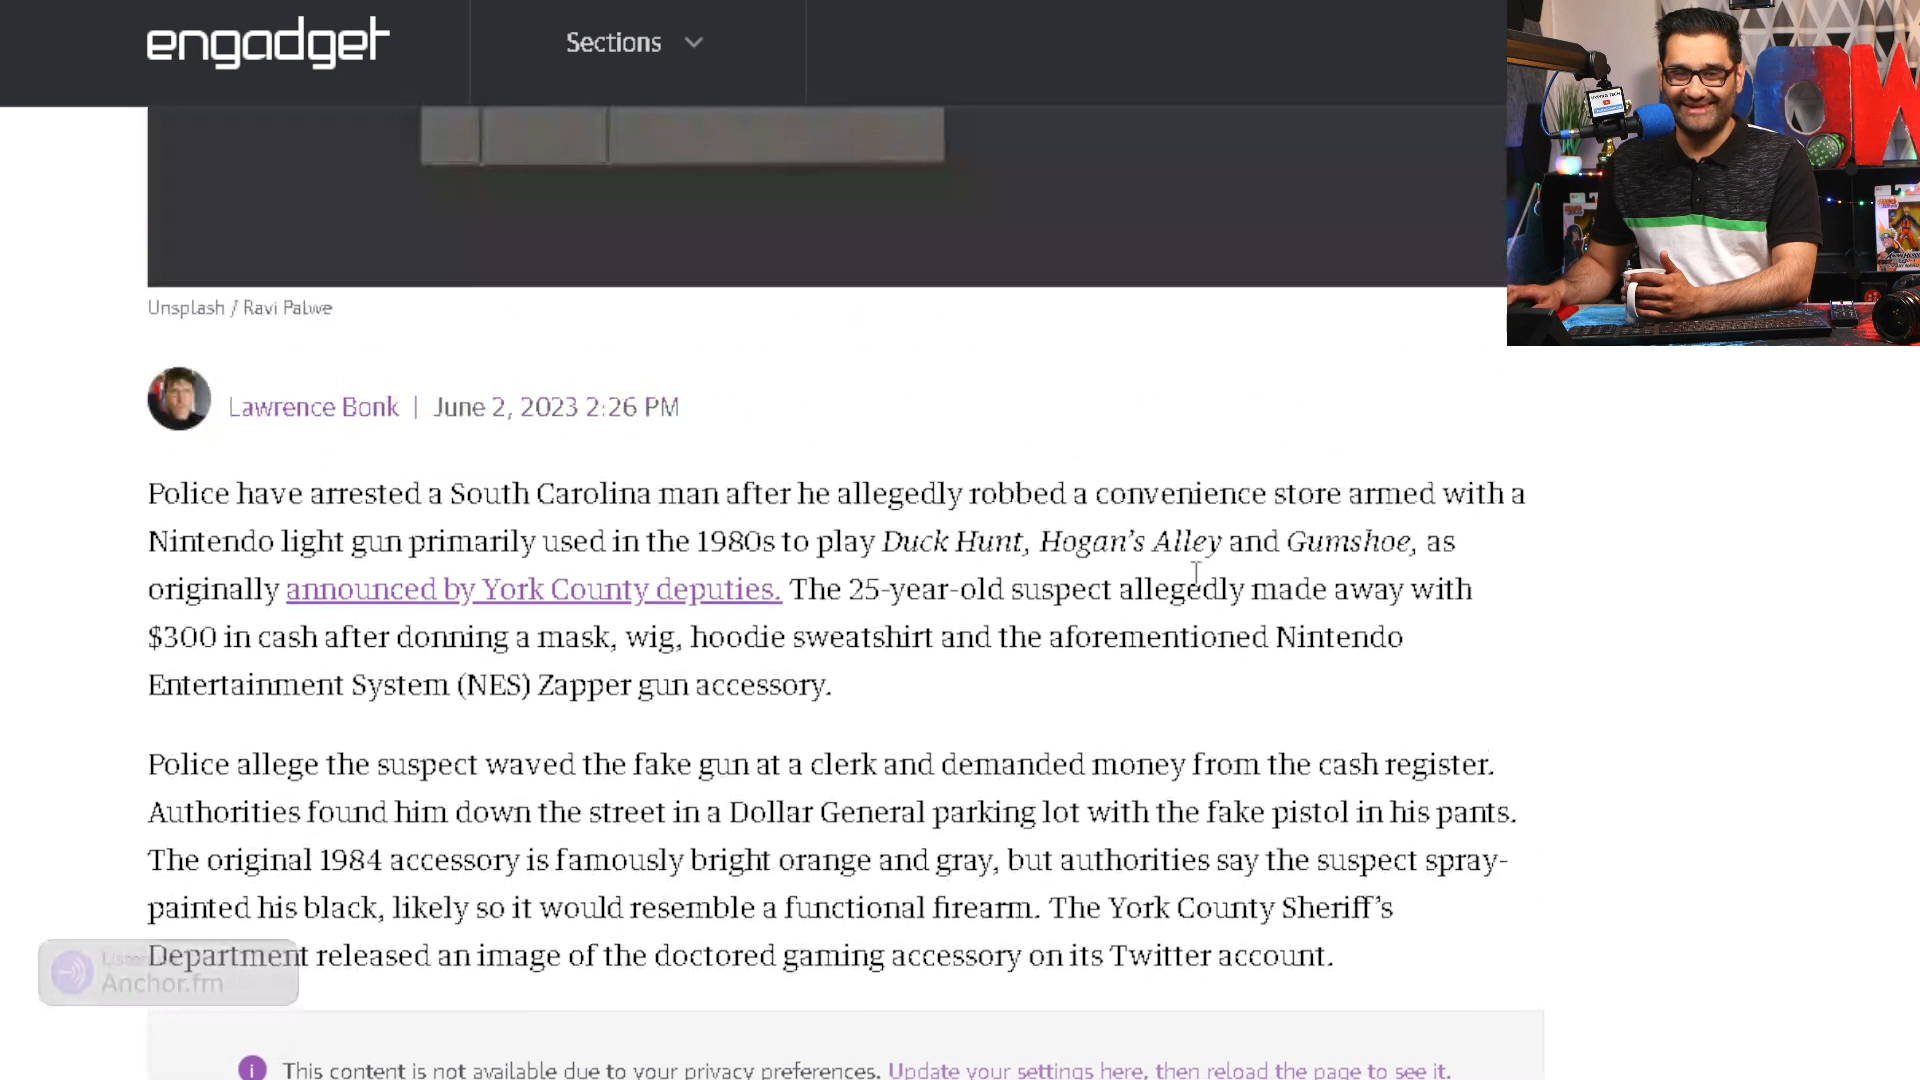 engadget
Sections
Unsplash / Ravi Palwe
Lawrence Bonk | June 2, 2023 2:26 PM
Police have arrested a South Carolina man after he allegedly robbed a convenience store armed with a
Nintendo light gun primarily used in the 1980s to play Duck Hunt, Hogan’s Alley and Gumshoe, as
originally announced by York County deputies. The 25-year-old suspect allegedly made away with
$300 in cash after donning a mask, wig, hoodie sweatshirt and the aforementioned Nintendo
Entertainment System (NES) Zapper gun accessory.
Police allege the suspect waved the fake gun at a clerk and demanded money from the cash register.
Authorities found him down the street in a Dollar General parking lot with the fake pistol in his pants.
The original 1984 accessory is famously bright orange and gray, but authorities say the suspect spray-
painted his black, likely so it would resemble a functional firearm. The York County Sheriff’s
Department released an image of the doctored gaming accessory on its Twitter account.
Anchor.fm
This content is not available due to your privacy preferences. Update your settings here, then reload the page to see it.